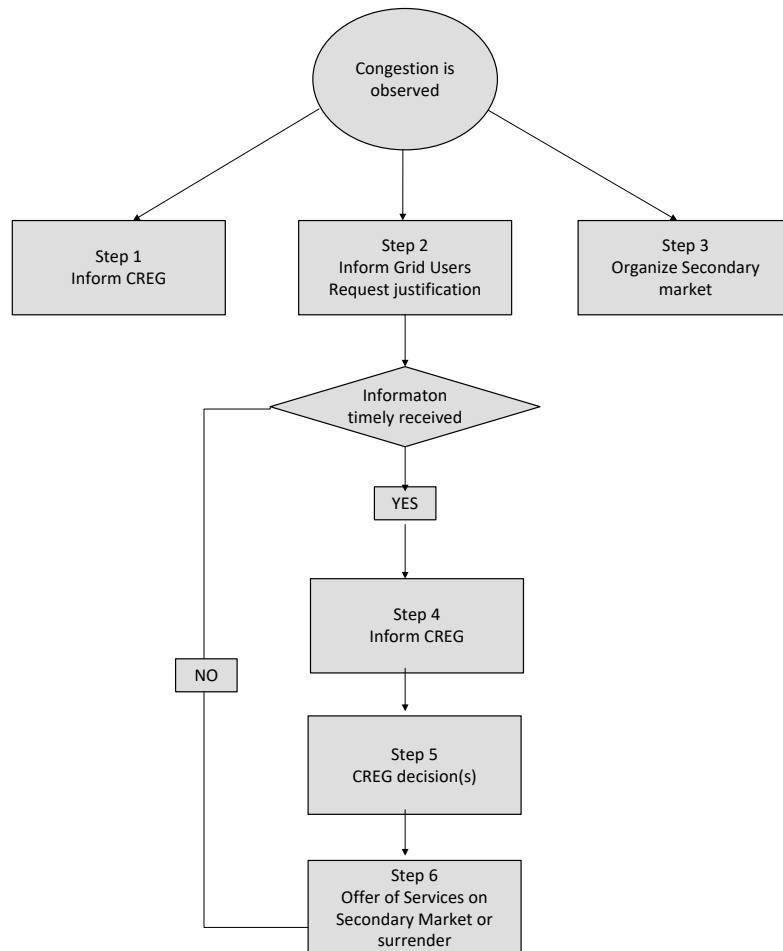 Congestion is
observed
Step 1
Inform CREG
Step 2
Inform Grid Users
Request justification
Step 3
Organize Secondary
market
Informaton
timely received
YES
Step 4
Inform CREG
NO
Step 5
CREG decision(s)
Step 6
Offer of Services on
Secondary Market or
surrender